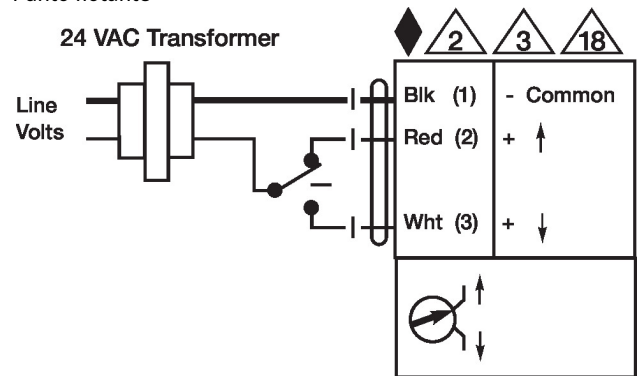 24 VAC Transformer
2 3 18
Line
Volts
Blk (1) - Common
Red (2) + ↑
Wht (3) + ↓